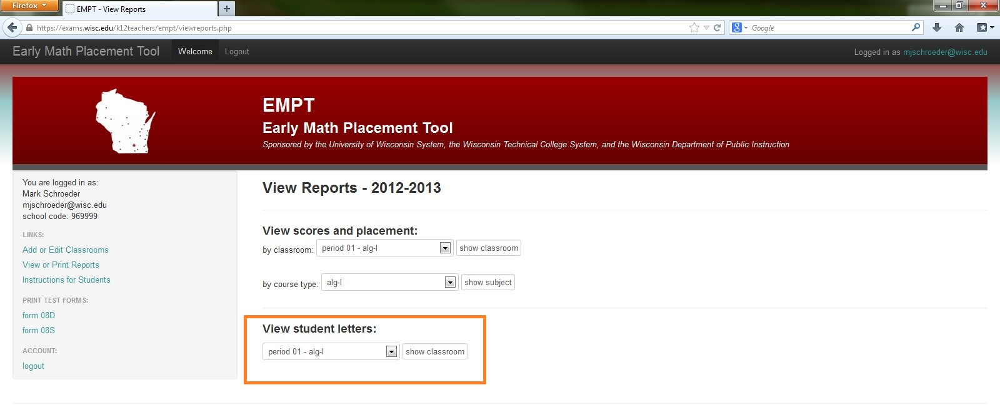 Firefox
EMPT - View Reports
https://exams.wisc.edu/k12teachers/empt/viewreports.php
Google
Early Math Placement Tool Welcome Logout
Logged in as mjschroeder@wisc.edu
EMPT
Early Math Placement Tool
Sponsored by the University of Wisconsin System, the Wisconsin Technical College System, and the Wisconsin Department of Public Instruction
You are logged in as:
Mark Schroeder
mjschroeder@wisc.edu
school code: 969999
LINKS:
Add or Edit Classrooms
View or Print Reports
Instructions for Students
PRINT TEST FORMS:
form 08D
form 08S
ACCOUNT:
logout
View Reports - 2012-2013
View scores and placement:
by classroom: period 01 - alg-I show classroom
by course type: alg-I show subject
View student letters:
period 01 - alg-I show classroom